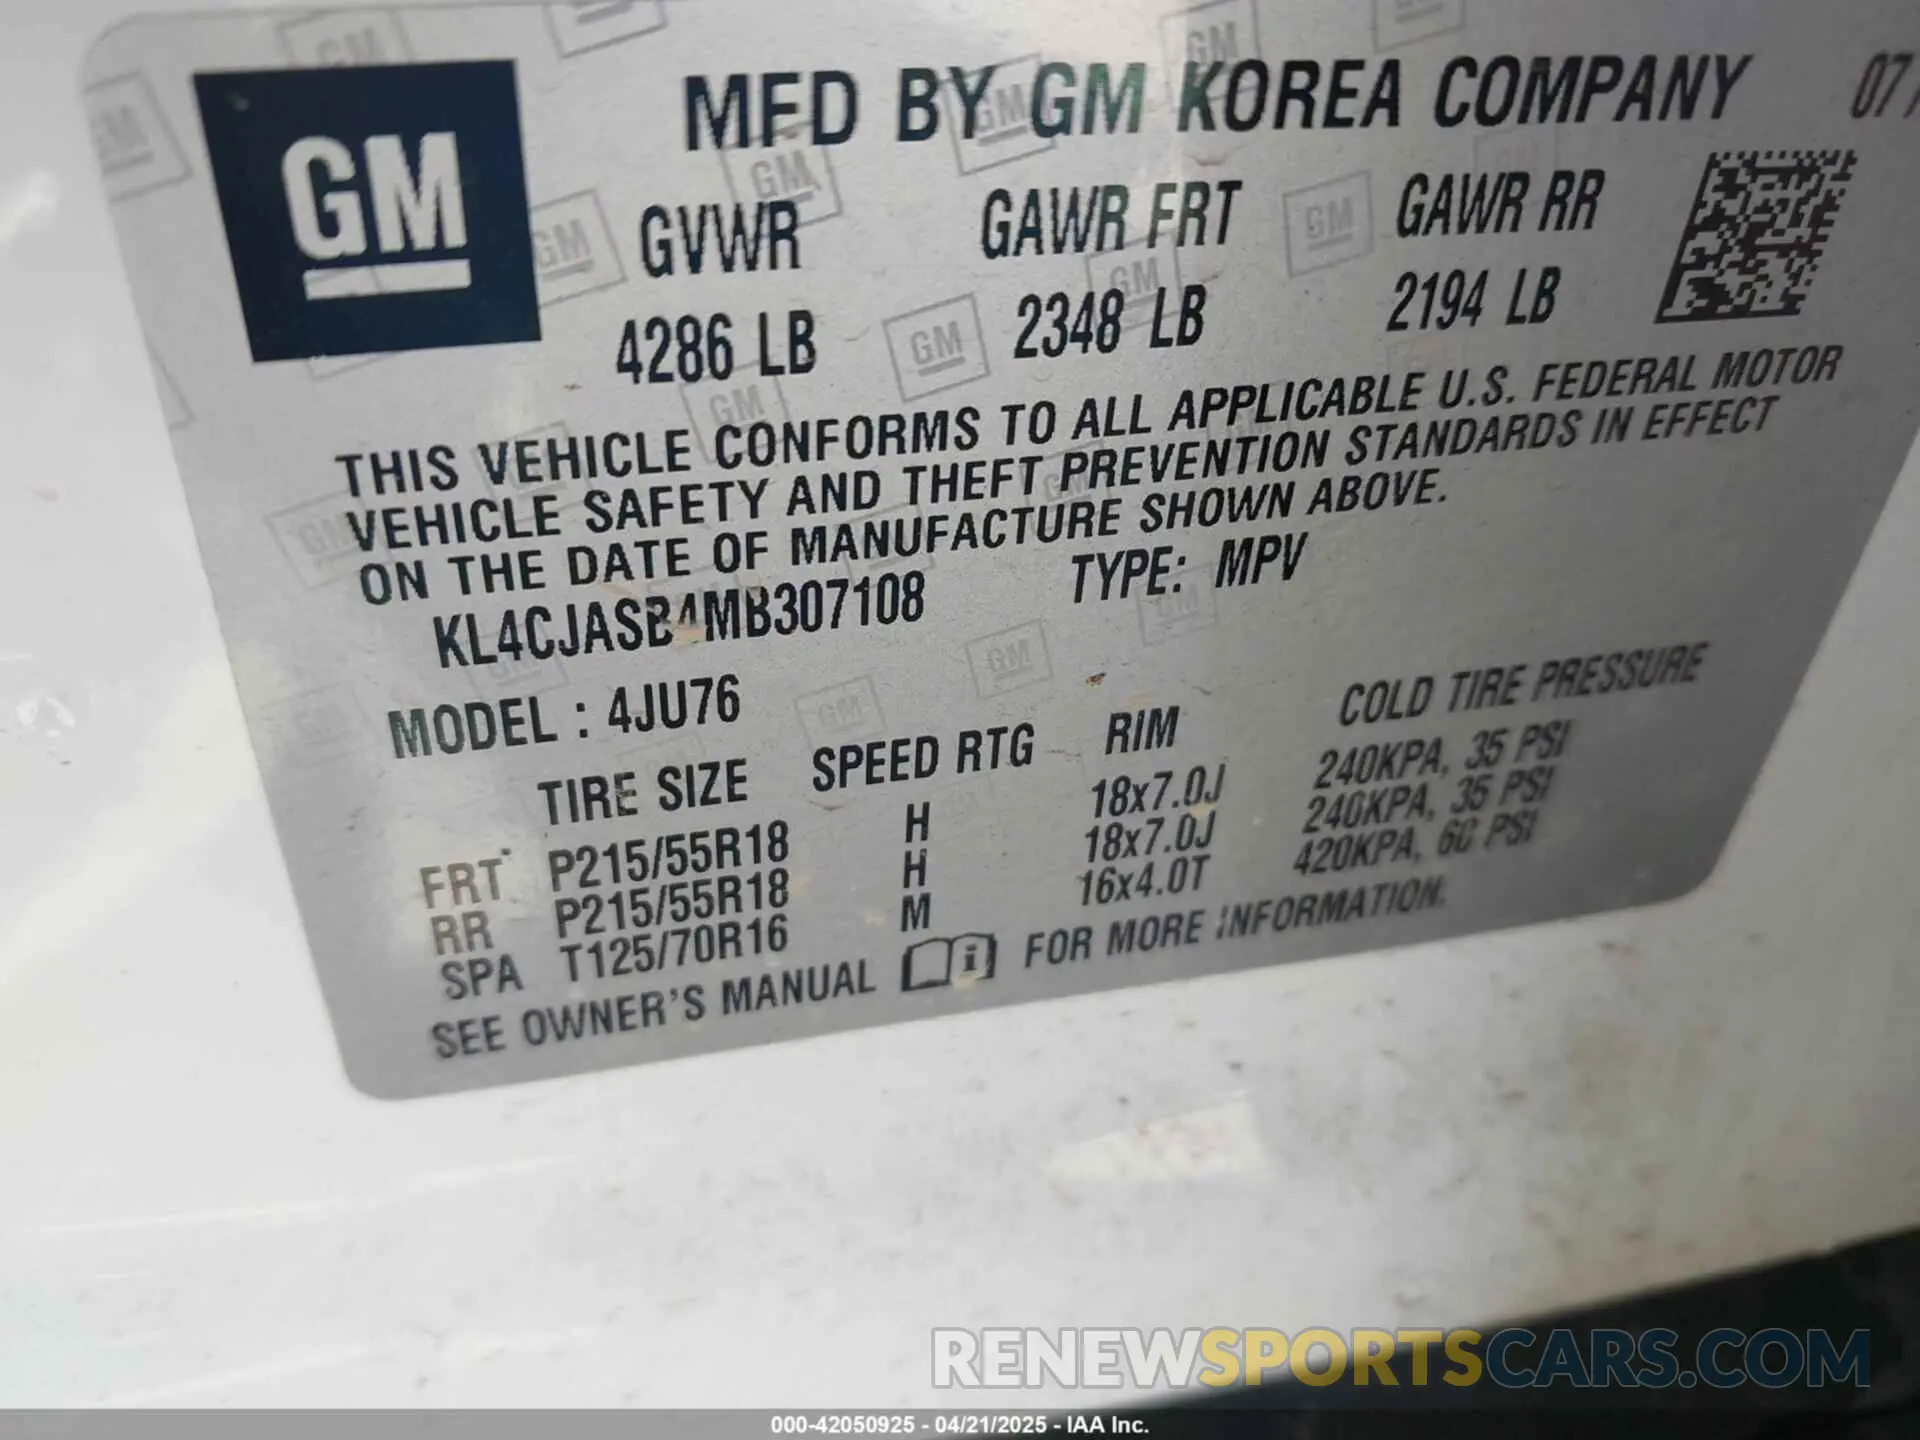 GM
MFD BY GM KOREA COMPANY 07
GVWR GAWR FRT GAWR RR
4286 LB 2348 LB 2194 LB
THIS VEHICLE CONFORMS TO ALL APPLICABLE U.S. FEDERAL MOTOR
VEHICLE SAFETY AND THEFT PREVENTION STANDARDS IN EFFECT
ON THE DATE OF MANUFACTURE SHOWN ABOVE.
KL4CJASB4MB307108 TYPE: MPV
MODEL : 4JU76
TIRE SIZE SPEED RTG RIM COLD TIRE PRESSURE
FRT P215/55R18 H 18x7.0J 240KPA, 35 PSI
RR P215/55R18 H 18x7.0J 240KPA, 35 PSI
SPA T125/70R16 M 16x4.0T 420KPA, 60 PSI
SEE OWNER'S MANUAL i FOR MORE INFORMATION.
RENEWSPORTSCARS.COM
000-42050925 - 04/21/2025 - IAA Inc.